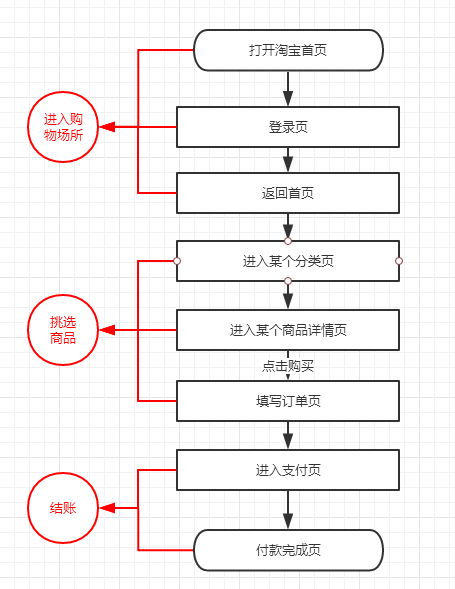 打开淘宝首页
进入购
物场所
登录页
返回首页
进入某个分类页
挑选
商品
进入某个商品详情页
点击购买
填写订单页
进入支付页
结账
付款完成页